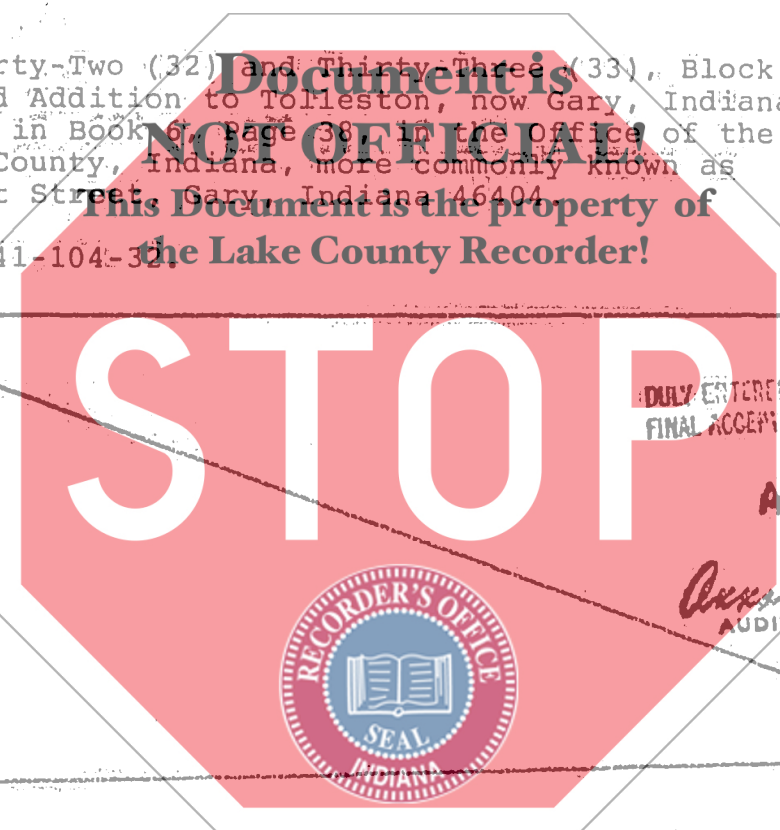 rty-Two (32) and Thirty-Three (33), Block
Document is
d Addition to Tolleston, now Gary, Indiana
in Book 6, Page 38, in the Office of the
NOT OFFICIAL!
County, Indiana, more commonly known as
t Street, Gary, Indiana 46404.
This Document is the property of
the Lake County Recorder!
41-104-32.
STOP
DULY ENTERE
FINAL ACCEP
A
AUDI
RECORDER'S OFFICE
SEAL
INDIANA